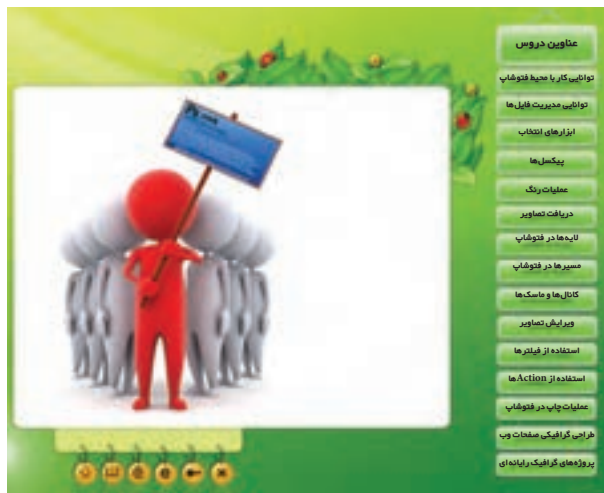 عناوین دروس
توانایی کار با محیط فتوشاپ
توانایی مدیریت فایل‌ها
ابزارهای انتخاب
پیکسل‌ها
عملیات رنگ
دریافت تصاویر
لایه‌ها در فتوشاپ
مسیرها در فتوشاپ
کانال‌ها و ماسک‌ها
ویرایش تصاویر
استفاده از فیلترها
استفاده از Actionها
عملیات چاپ در فتوشاپ
طراحی گرافیکی صفحات وب
پروژه‌های گرافیک رایانه‌ای